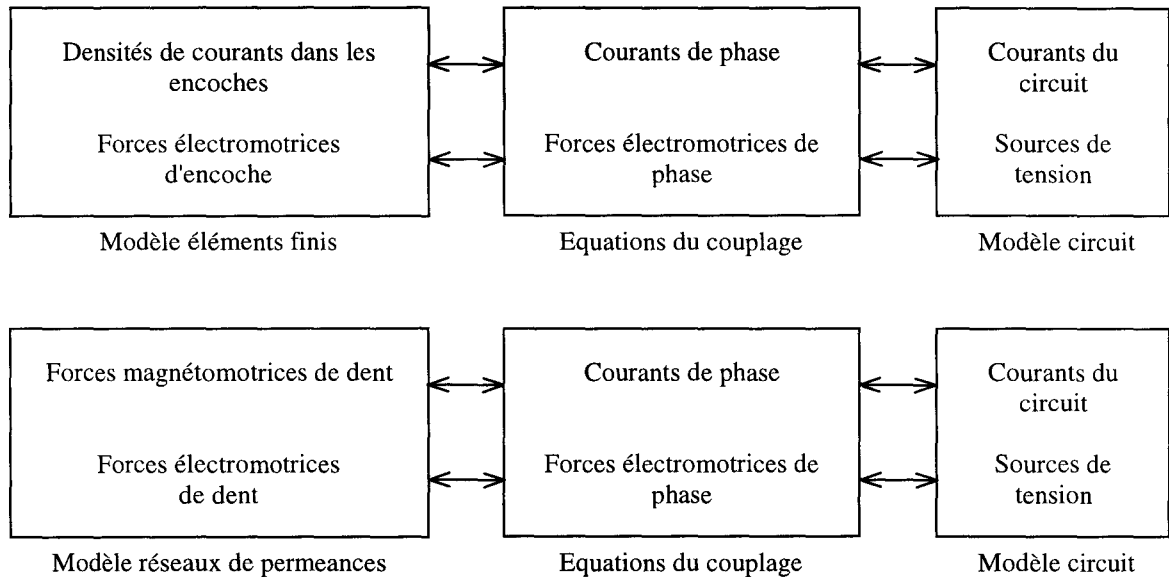 Densités de courants dans les
encoches
Forces électromotrices
d'encoche
Modèle éléments finis
Courants de phase
Forces électromotrices de
phase
Equations du couplage
Courants du
circuit
Sources de
tension
Modèle circuit
Forces magnétomotrices de dent
Forces électromotrices
de dent
Modèle réseaux de permeances
Courants de phase
Forces électromotrices de
phase
Equations du couplage
Courants du
circuit
Sources de
tension
Modèle circuit